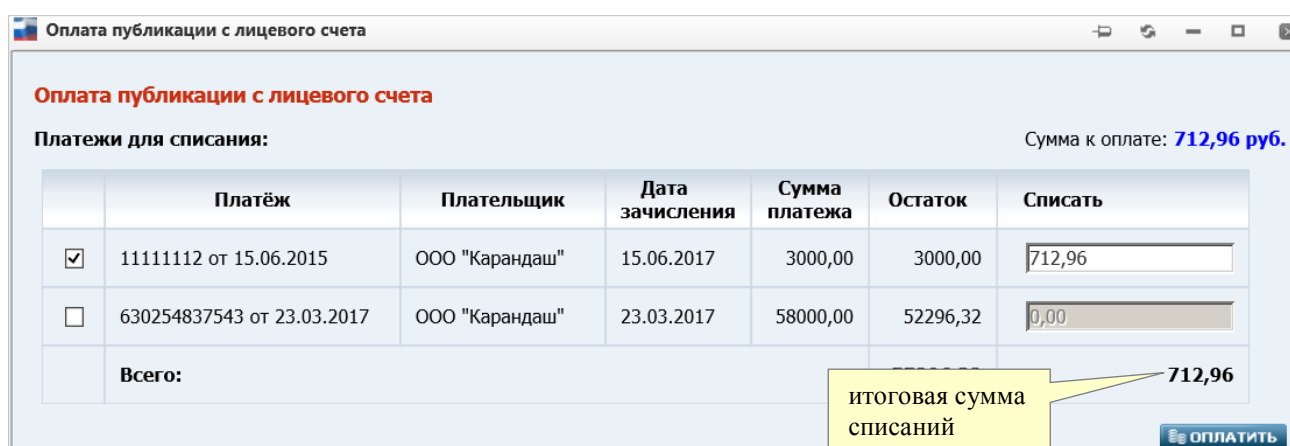 Оплата публикации с лицевого счета
Оплата публикации с лицевого счета
Платежи для списания: Сумма к оплате: 712,96 руб.
Платёж Плательщик Дата зачисления Сумма платежа Остаток Списать
11111112 от 15.06.2015 ООО "Карандаш" 15.06.2017 3000,00 3000,00 712,96
630254837543 от 23.03.2017 ООО "Карандаш" 23.03.2017 58000,00 52296,32 0,00
Всего: 712,96
итоговая сумма
списаний
ОПЛАТИТЬ